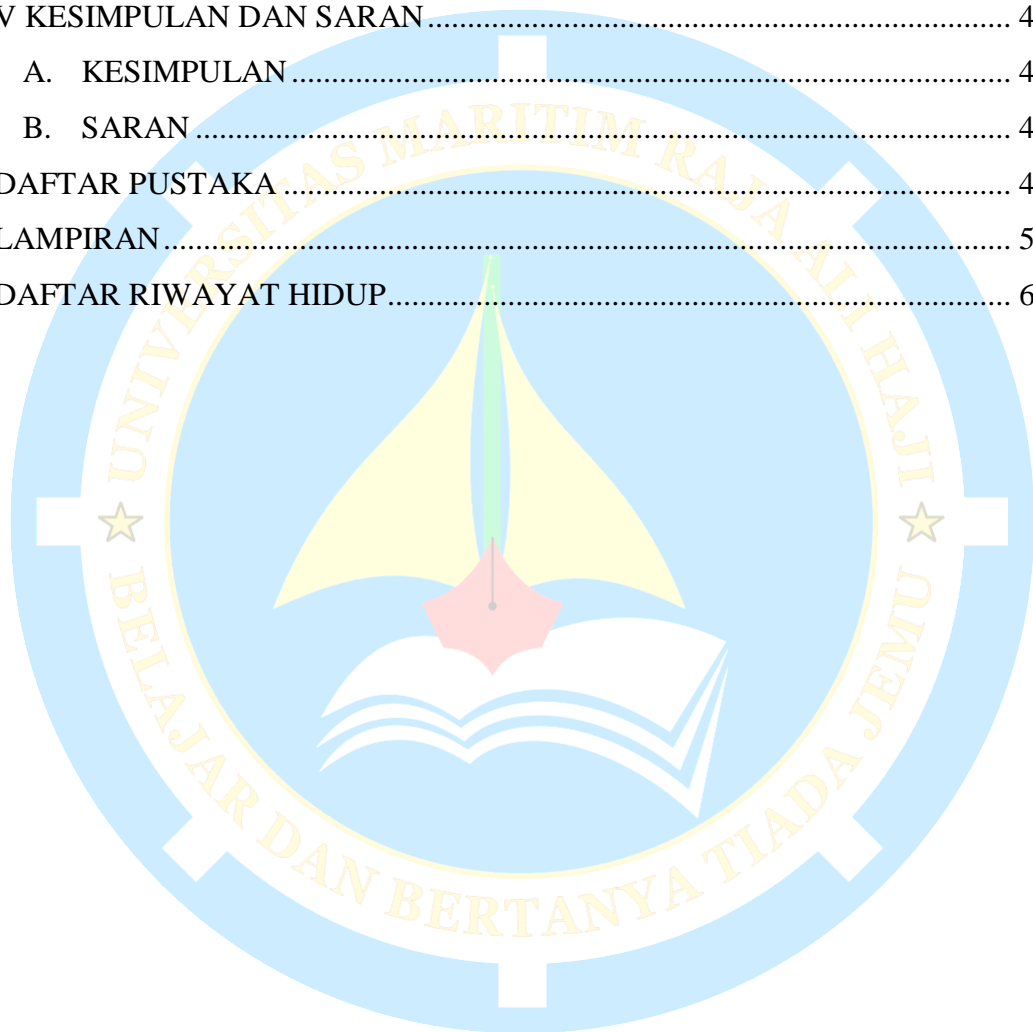 V KESIMPULAN DAN SARAN ........ 4
A. KESIMPULAN ........ 4
B. SARAN ........ 4
DAFTAR PUSTAKA ........ 4
LAMPIRAN ........ 5
DAFTAR RIWAYAT HIDUP ........ 6
UNIVERSITAS MARITIM RAJA ALI HAJI
BELAJAR DAN BERTANYA TIADA JEMU